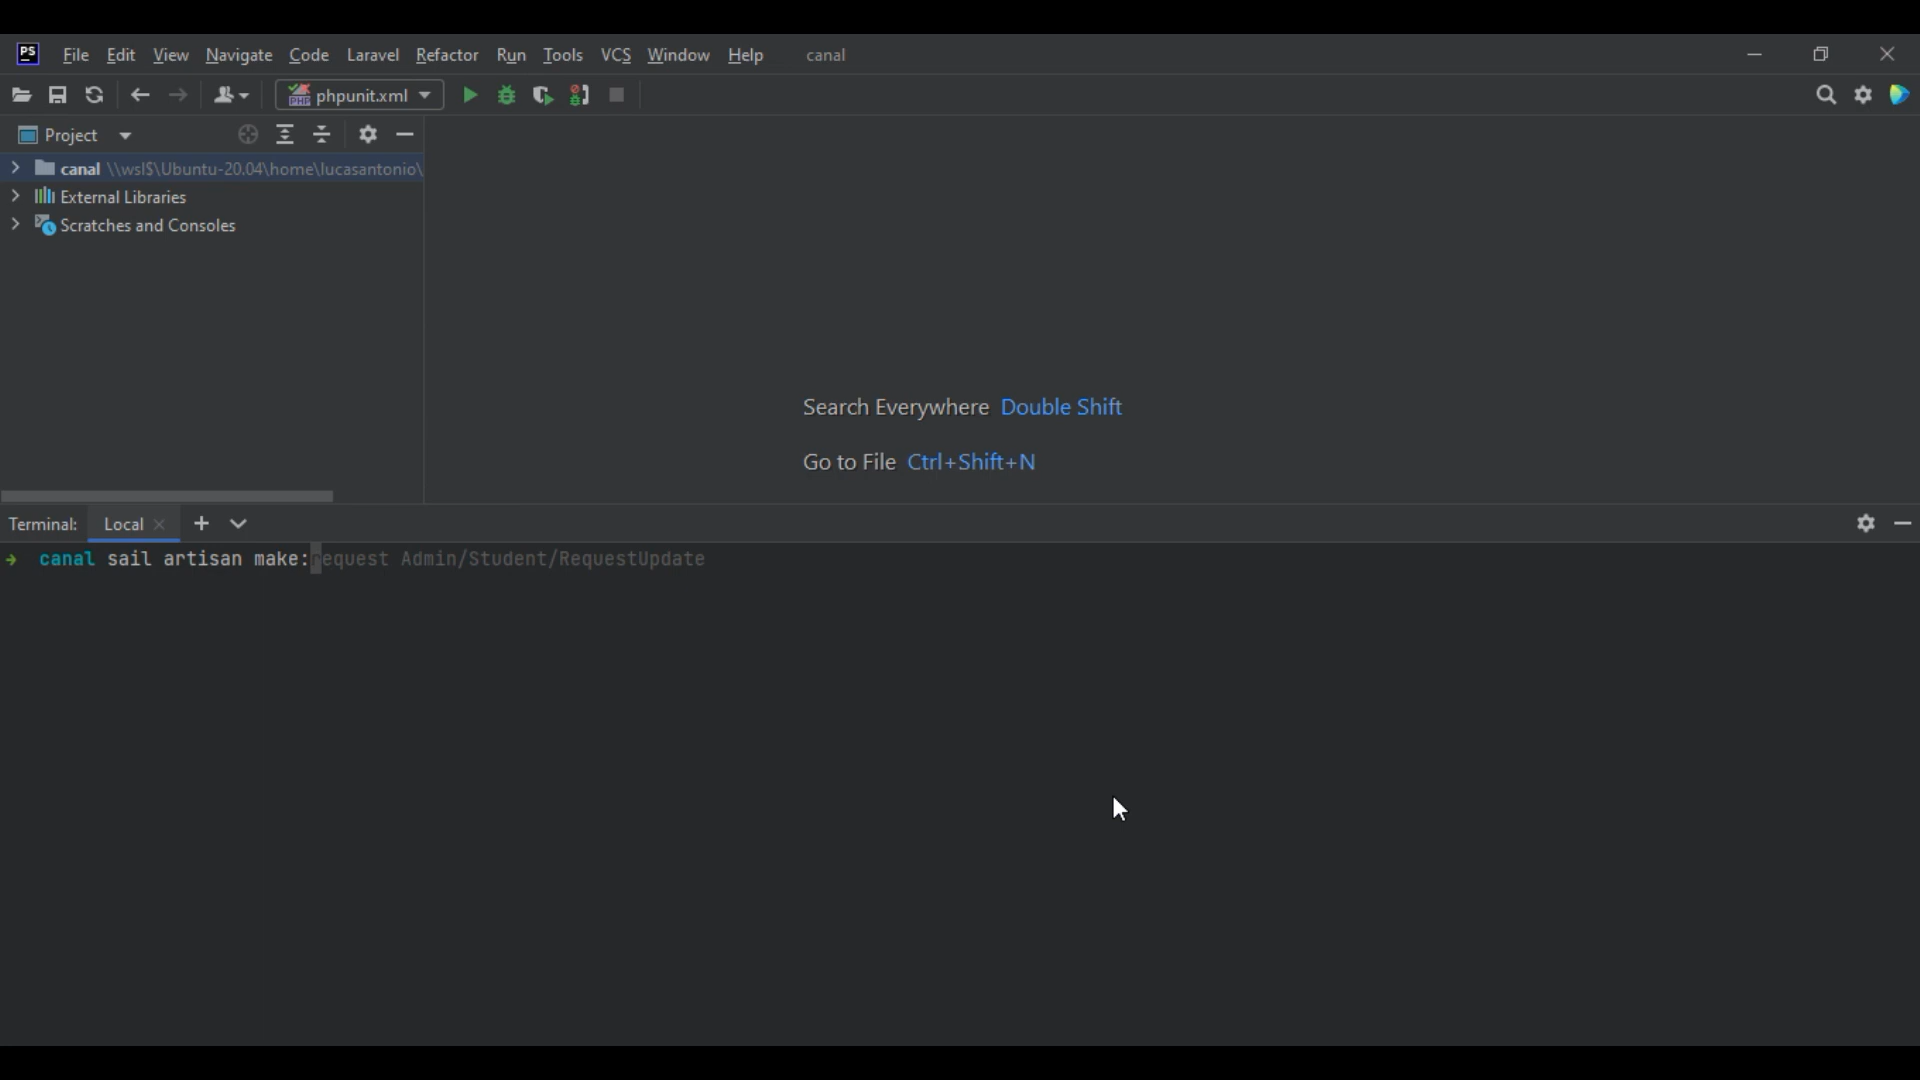 PS File Edit View Navigate Code Laravel Refactor Run Tools VCS Window Help canal
PHP phpunit.xml
Project
canal \\wsl$\Ubuntu-20.04\home\lucasantonio\
External Libraries
Scratches and Consoles
Search Everywhere Double Shift
Go to File Ctrl+Shift+N
Terminal: Local
canal sail artisan make:request Admin/Student/RequestUpdate